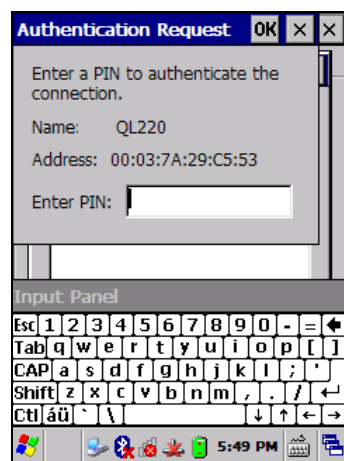 Authentication Request OK × ×
Enter a PIN to authenticate the
connection.
Name: QL220
Address: 00:03:7A:29:C5:53
Enter PIN:
Input Panel
Esc 1 2 3 4 5 6 7 8 9 0 - =
Tab q w e r t y u i o p [ ]
CAP a s d f g h j k l ; '
Shift z x c v b n m , . /
Ctl áü ` \ ↓ ↑ ← →
5:49 PM